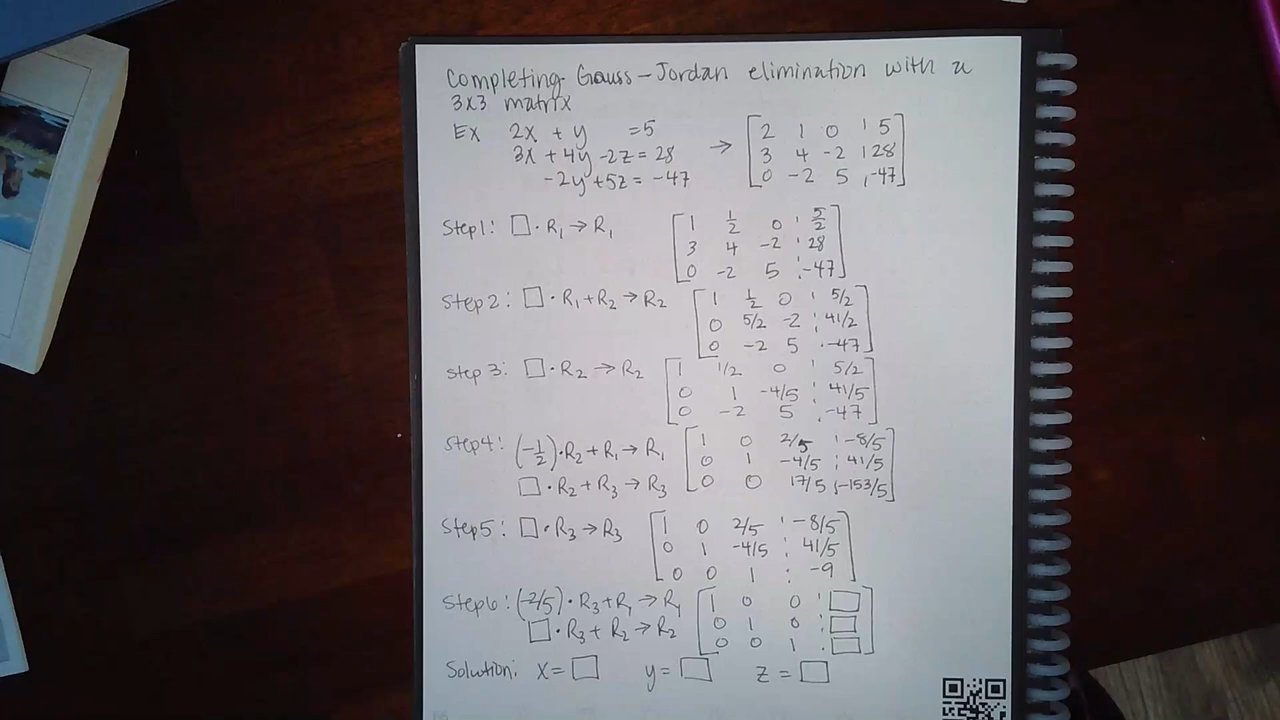 Completing Gauss-Jordan elimination with a
3x3 matrix
Ex 2x + y = 5 → [2 1 0 | 5]
3x + 4y - 2z = 28 [3 4 -2 | 28]
-2y + 5z = -47 [0 -2 5 | -47]
Step 1: □ · R₁ → R₁ [1 1/2 0 | 5/2]
[3 4 -2 | 28]
[0 -2 5 | -47]
Step 2: □ · R₁ + R₂ → R₂ [1 1/2 0 | 5/2]
[0 5/2 -2 | 41/2]
[0 -2 5 | -47]
Step 3: □ · R₂ → R₂ [1 1/2 0 | 5/2]
[0 1 -4/5 | 41/5]
[0 -2 5 | -47]
Step 4: (-1/2) · R₂ + R₁ → R₁ [1 0 2/5 | -8/5]
[0 1 -4/5 | 41/5]
□ · R₂ + R₃ → R₃ [0 0 17/5 | -153/5]
Step 5: □ · R₃ → R₃ [1 0 2/5 | -8/5]
[0 1 -4/5 | 41/5]
[0 0 1 | -9]
Step 6: (-2/5) · R₃ + R₁ → R₁ [1 0 0 | □]
□ · R₃ + R₂ → R₂ [0 1 0 | □]
[0 0 1 | □]
Solution: x = □ y = □ z = □